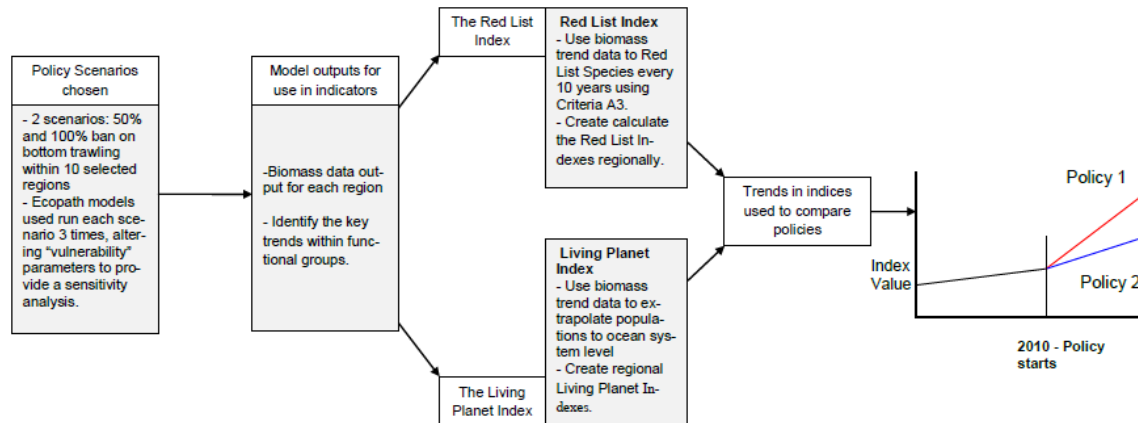 Policy Scenarios
chosen
- 2 scenarios: 50%
and 100% ban on
bottom trawling
within 10 selected
regions
- Ecopath models
used run each sce-
nario 3 times, alter-
ing “vulnerability”
parameters to pro-
vide a sensitivity
analysis.
Model outputs for
use in indicators
-Biomass data out-
put for each region
- Identify the key
trends within func-
tional groups.
The Red List
Index
Red List Index
- Use biomass
trend data to Red
List Species every
10 years using
Criteria A3.
- Create calculate
the Red List In-
dexes regionally.
The Living
Planet Index
Living Planet
Index
- Use biomass
trend data to ex-
trapolate popula-
tions to ocean sys-
tem level
- Create regional
Living Planet In-
dexes.
Trends in indices
used to compare
policies
Index
Value
Policy 1
Policy 2
2010 - Policy
starts